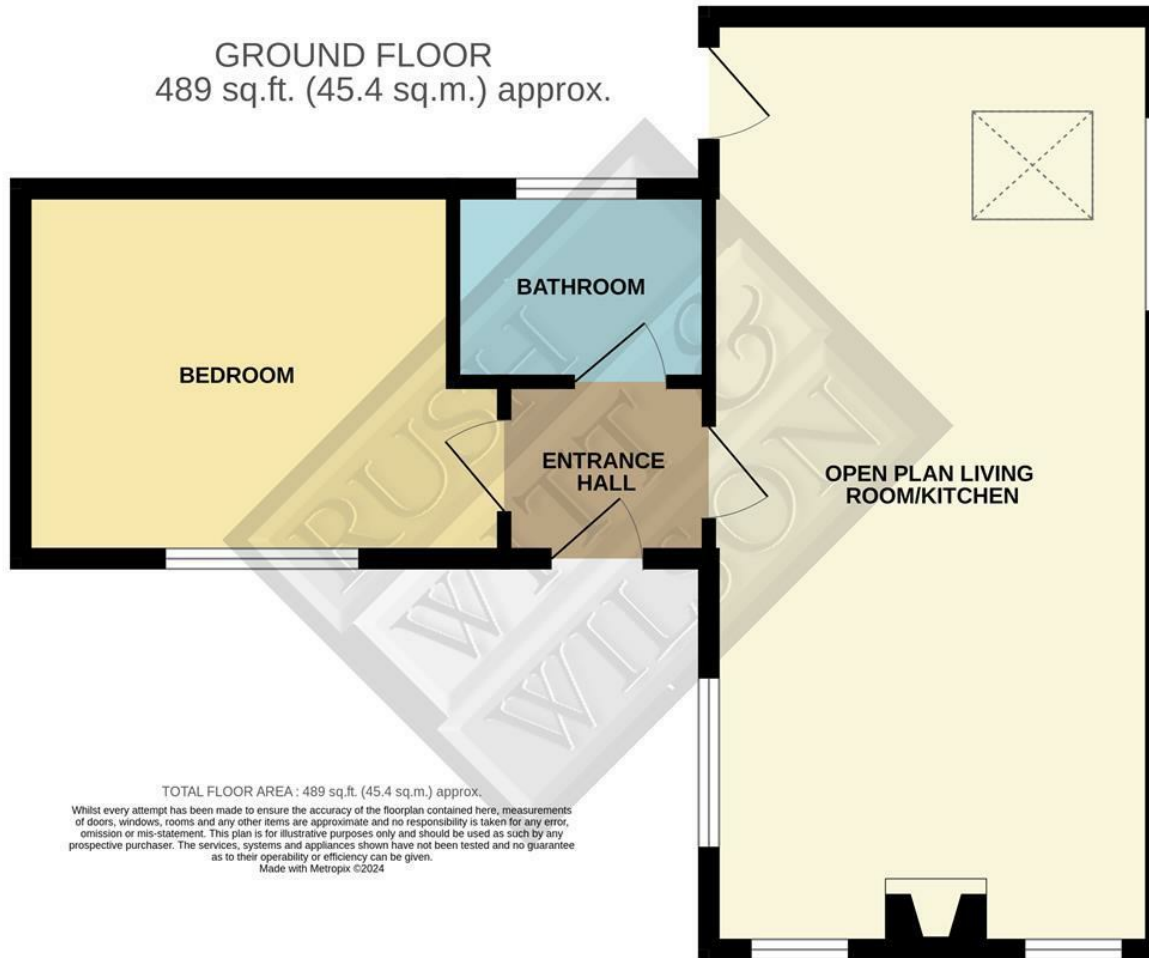 GROUND FLOOR
489 sq.ft. (45.4 sq.m.) approx.
BATHROOM
BEDROOM
ENTRANCE
HALL
OPEN PLAN LIVING
ROOM/KITCHEN
RUSH
WITT &
WILSON
TOTAL FLOOR AREA : 489 sq.ft. (45.4 sq.m.) approx.
Whilst every attempt has been made to ensure the accuracy of the floorplan contained here, measurements
of doors, windows, rooms and any other items are approximate and no responsibility is taken for any error,
omission or mis-statement. This plan is for illustrative purposes only and should be used as such by any
prospective purchaser. The services, systems and appliances shown have not been tested and no guarantee
as to their operability or efficiency can be given.
Made with Metropix ©2024